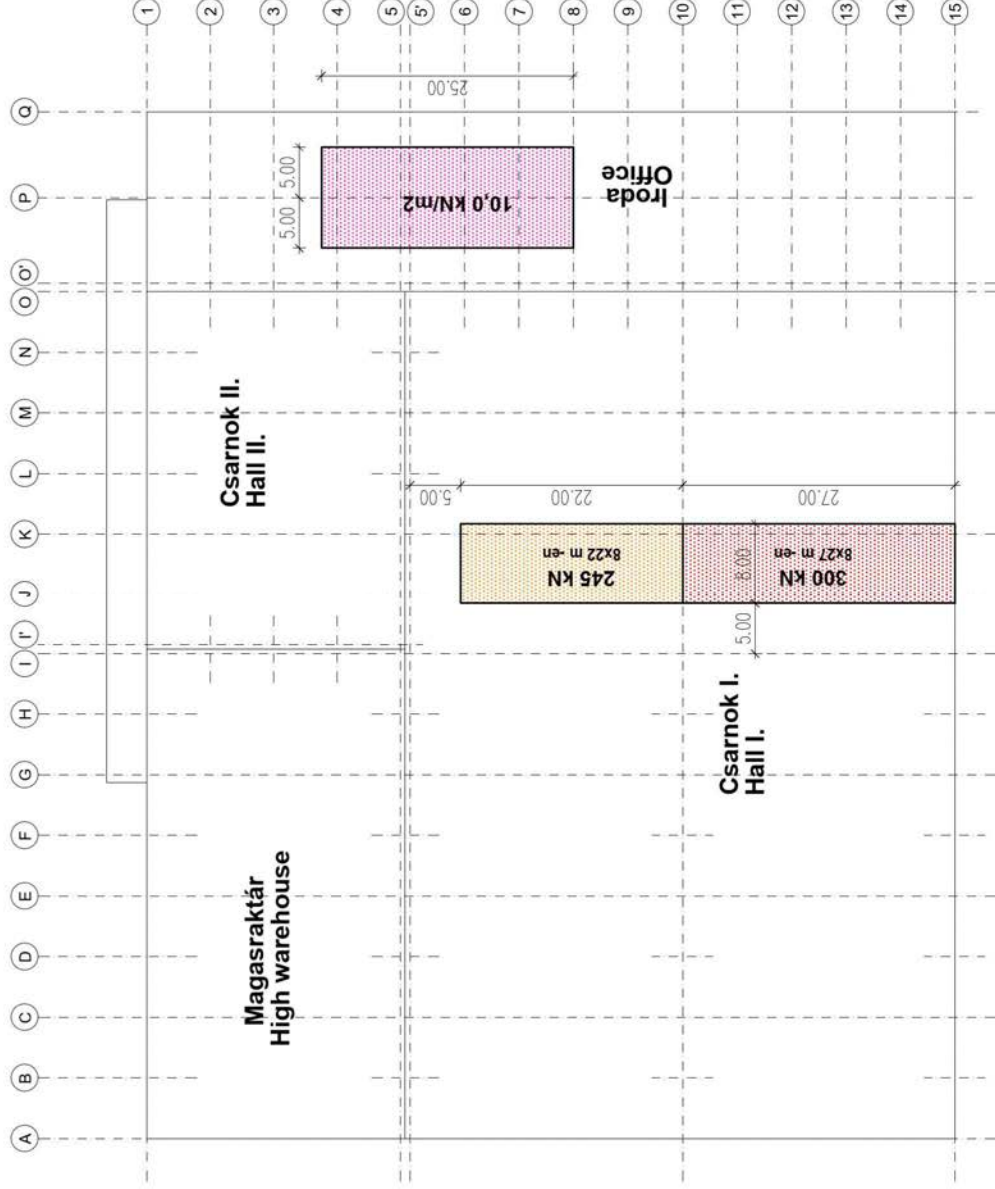 A
B
C
D
E
F
G
H
I
I'
J
K
L
M
N
O
O'
P
Q
1
2
3
4
5
5'
6
7
8
9
10
11
12
13
14
15
Magasraktár
High warehouse
Csarnok II.
Hall II.
Csarnok I.
Hall I.
Iroda
Office
10,0 kN/m2
5.00
5.00
25.00
245 kN
8x22 m -en
300 kN
8x27 m -en
5.00
22.00
27.00
8.00
5.00